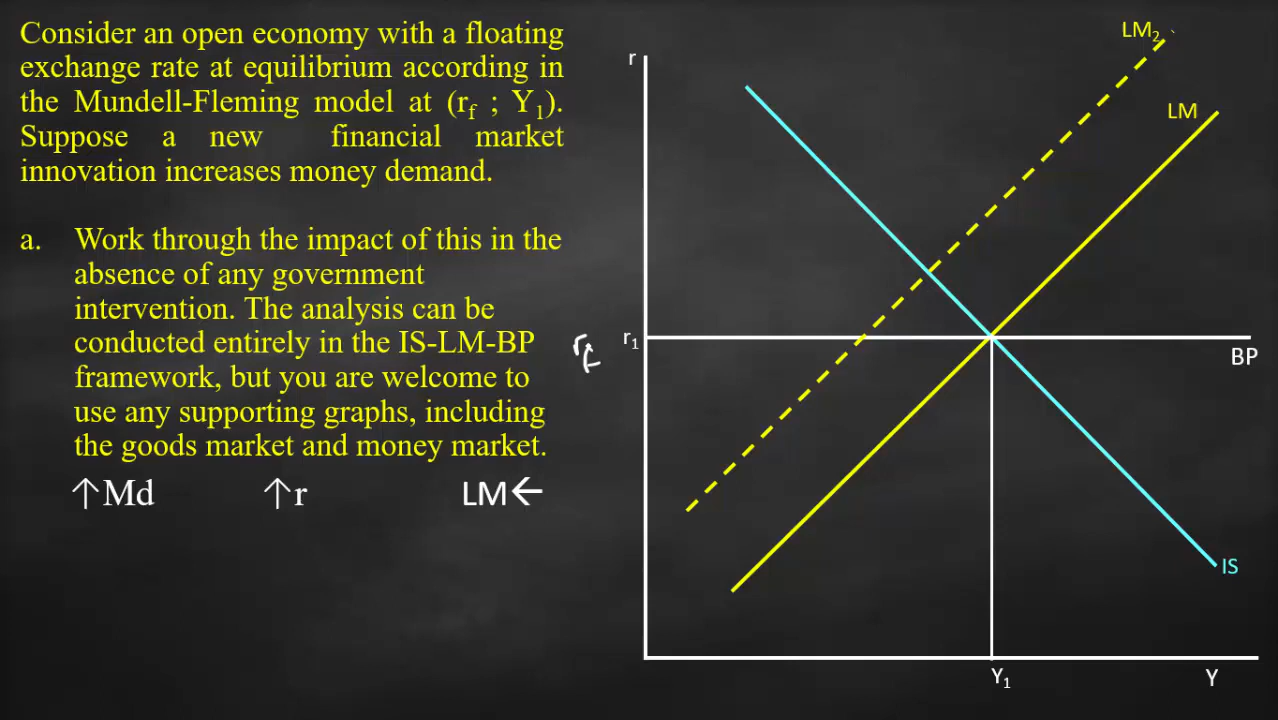 Consider an open economy with a floating
exchange rate at equilibrium according in
the Mundell-Fleming model at (rf ; Y1).
Suppose a new financial market
innovation increases money demand.
a. Work through the impact of this in the
absence of any government
intervention. The analysis can be
conducted entirely in the IS-LM-BP
framework, but you are welcome to
use any supporting graphs, including
the goods market and money market.
↑Md ↑r LM←
r
LM2
LM
rf r1
BP
IS
Y1 Y